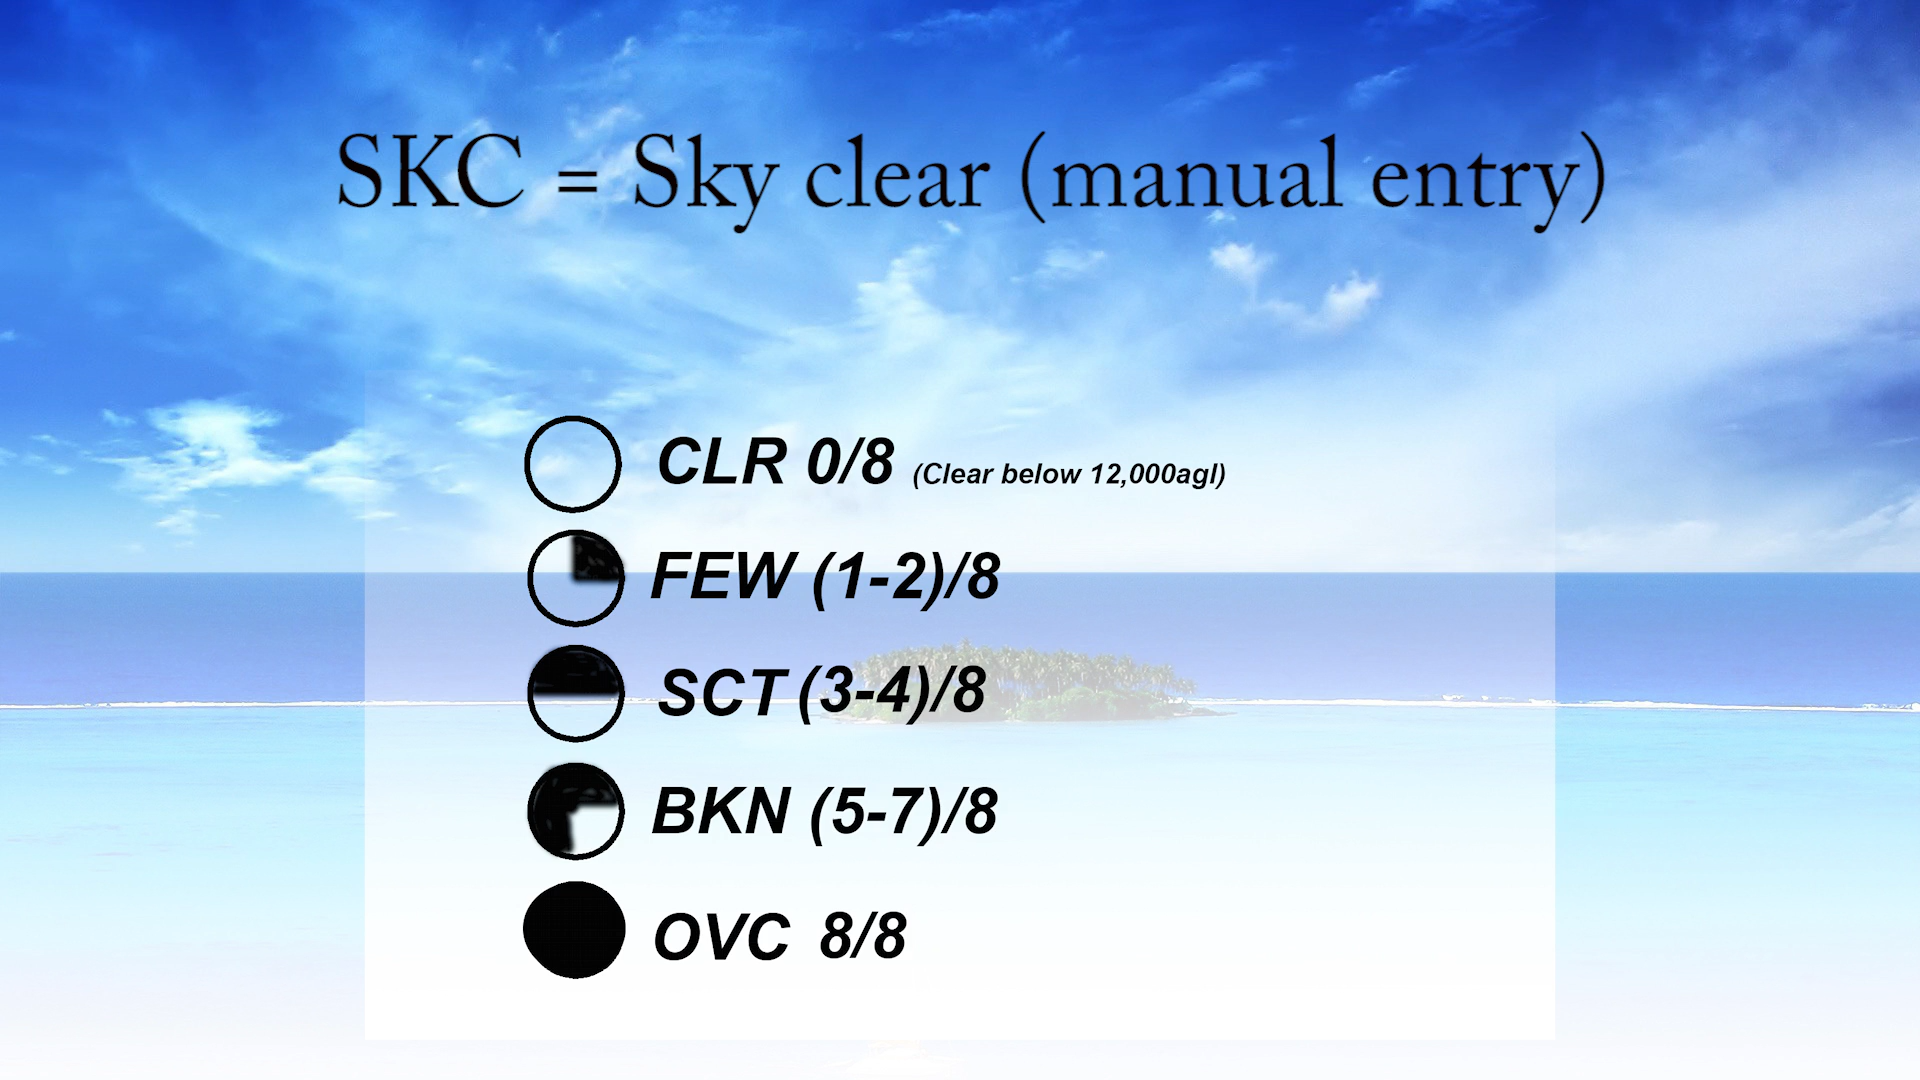 SKC = Sky clear (manual entry)
CLR 0/8 (Clear below 12,000agl)
FEW (1-2)/8
SCT (3-4)/8
BKN (5-7)/8
OVC 8/8